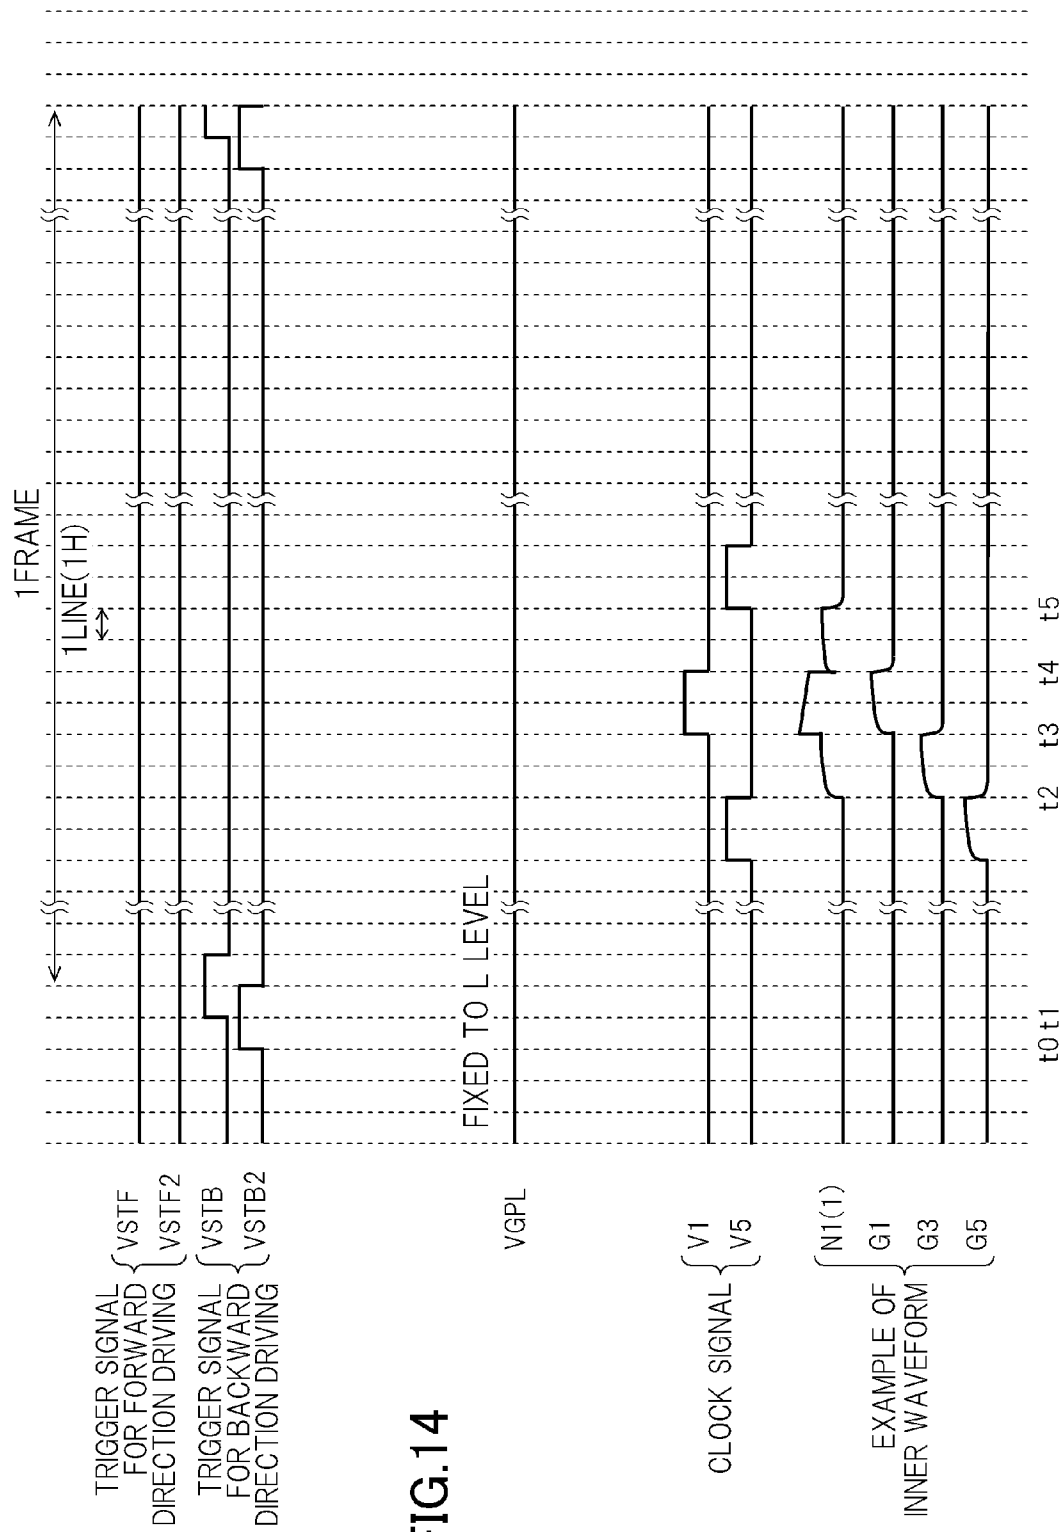 FIG.14
1FRAME
1LINE(1H)
TRIGGER SIGNAL
FOR FORWARD
DIRECTION DRIVING
VSTF
VSTF2
TRIGGER SIGNAL
FOR BACKWARD
DIRECTION DRIVING
VSTB
VSTB2
VGPL
FIXED TO L LEVEL
CLOCK SIGNAL
V1
V5
EXAMPLE OF
INNER WAVEFORM
N1(1)
G1
G3
G5
t0 t1 t2 t3 t4 t5